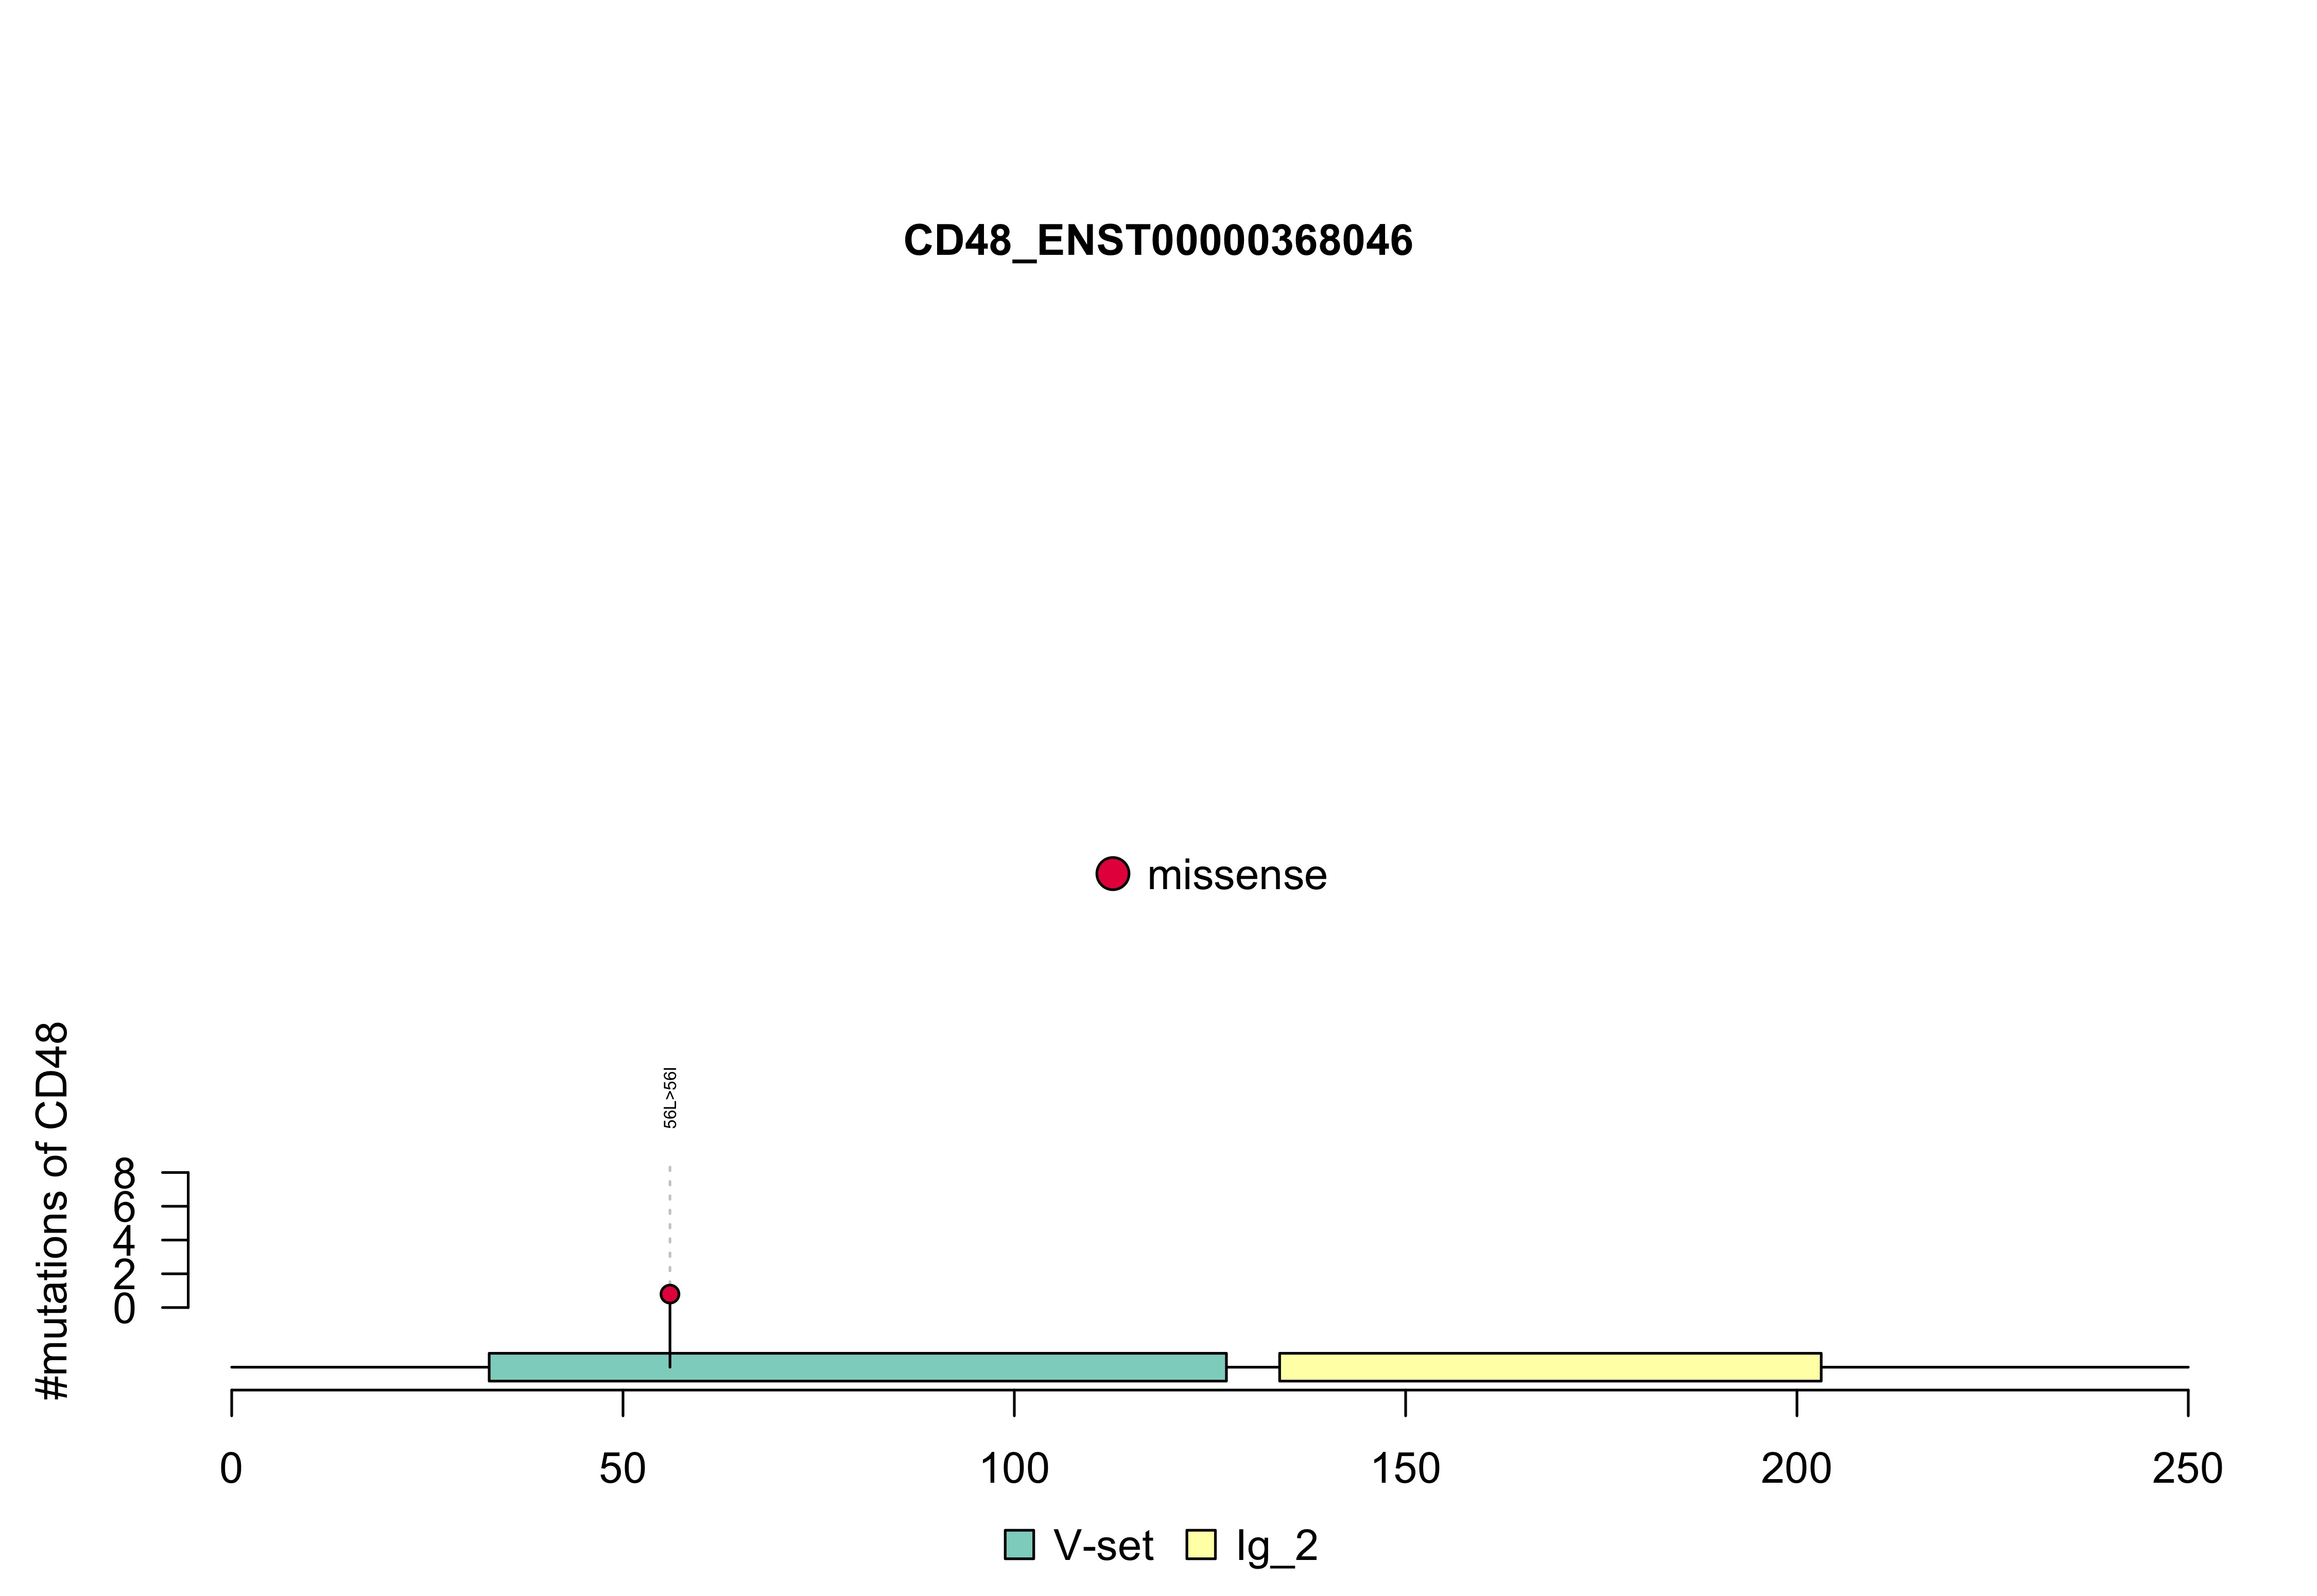 CD48_ENST00000368046
missense
#mutations of CD48
56L>56I
8
6
4
2
0
0 50 100 150 200 250
V-set Ig_2